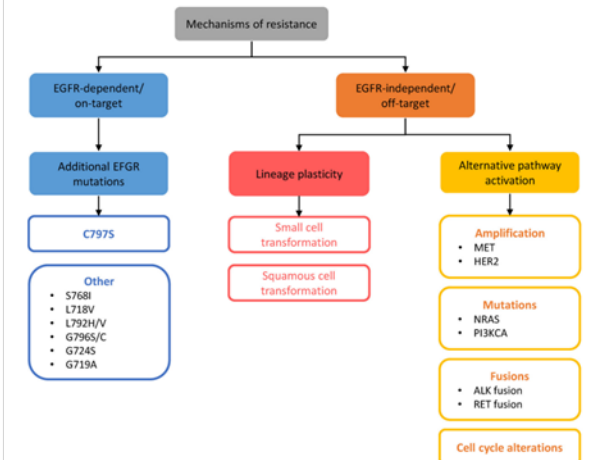 Mechanisms of resistance
EGFR-dependent/
on-target
EGFR-independent/
off-target
Additional EFGR
mutations
Lineage plasticity
Alternative pathway
activation
C797S
Other
• S768I
• L718V
• L792H/V
• G796S/C
• G724S
• G719A
Small cell
transformation
Squamous cell
transformation
Amplification
• MET
• HER2
Mutations
• NRAS
• PI3KCA
Fusions
• ALK fusion
• RET fusion
Cell cycle alterations